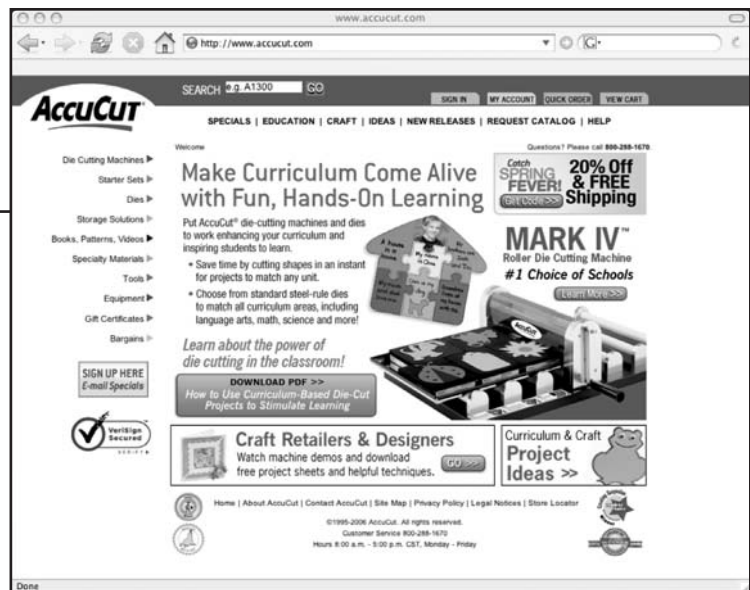 www.accucut.com
http://www.accucut.com
G
SEARCH e.g. A1300 GO
SIGN IN MY ACCOUNT QUICK ORDER VIEW CART
ACCUCUT
SPECIALS | EDUCATION | CRAFT | IDEAS | NEW RELEASES | REQUEST CATALOG | HELP
Welcome
Questions? Please call 800-288-1670.
Die Cutting Machines
Starter Sets
Dies
Storage Solutions
Books, Patterns, Videos
Specialty Materials
Tools
Equipment
Gift Certificates
Bargains
SIGN UP HERE
E-mail Specials
VeriSign
Secured
VERIFY
Make Curriculum Come Alive
with Fun, Hands-On Learning
Put AccuCut® die-cutting machines and dies
to work enhancing your curriculum and
inspiring students to learn.
• Save time by cutting shapes in an instant
for projects to match any unit.
• Choose from standard steel-rule dies
to match all curriculum areas, including
language arts, math, science and more!
Learn about the power of
die cutting in the classroom!
DOWNLOAD PDF >>
How to Use Curriculum-Based Die-Cut
Projects to Stimulate Learning
Catch
SPRING
FEVER!
Get Code >>
20% Off
& FREE
Shipping
MARK IV™
Roller Die Cutting Machine
#1 Choice of Schools
Learn More >>
AccuCut
Craft Retailers & Designers
Watch machine demos and download
free project sheets and helpful techniques.
GO >>>
Curriculum & Craft
Project
Ideas >>
Home | About AccuCut | Contact AccuCut | Site Map | Privacy Policy | Legal Notices | Store Locator
©1995-2006 AccuCut. All rights reserved.
Customer Service 800-288-1670
Hours 8:00 a.m. - 5:00 p.m. CST, Monday - Friday
Done